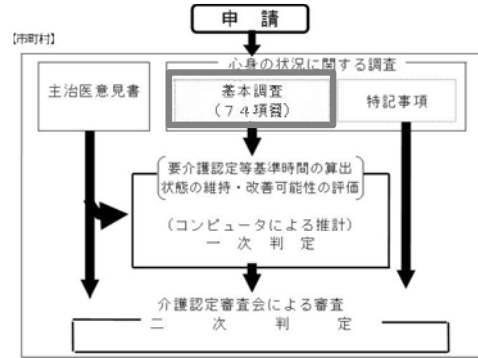 申 請
【市町村】
心身の状況に関する調査
主治医意見書
基本調査
(74項目)
特記事項
要介護認定等基準時間の算出
状態の維持・改善可能性の評価
(コンピュータによる推計)
一 次 判 定
介護認定審査会による審査
二 次 判 定